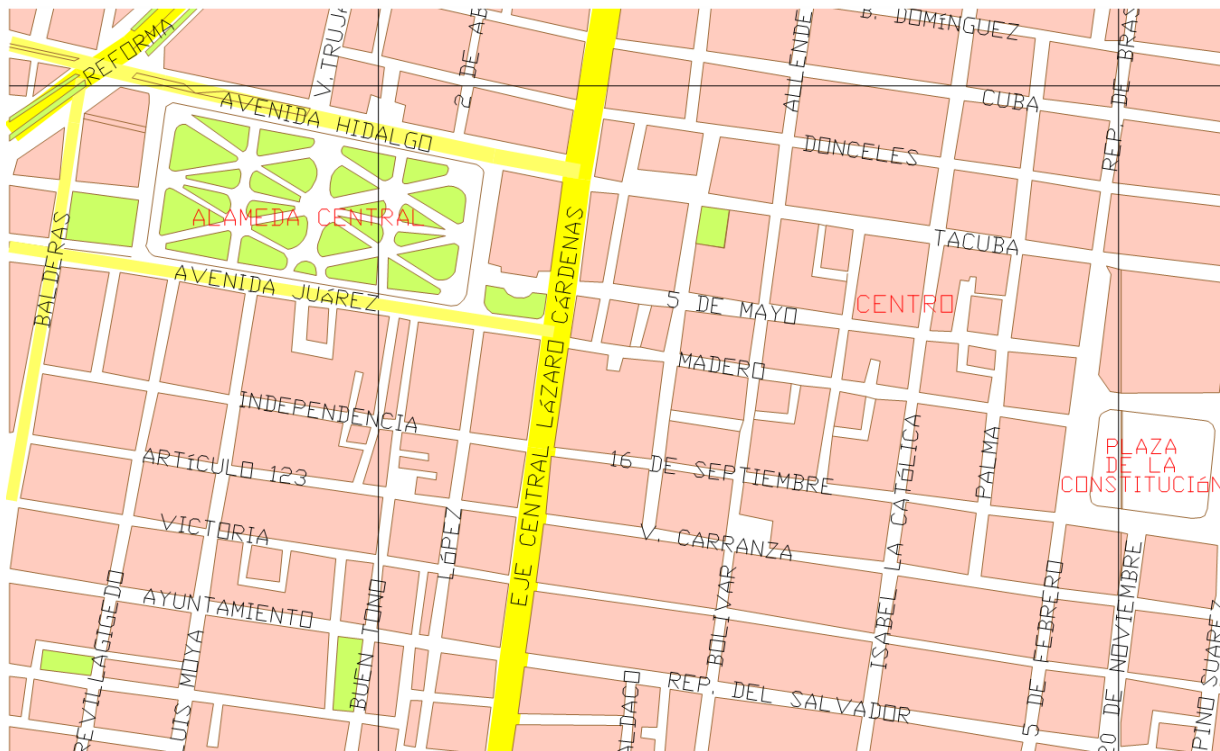 B. DOMÍNGUEZ
REFORMA
V. TRUJA
2 DE AB
ALLENDE
REP. DE BRAS
CUBA
AVENIDA HIDALGO
DONCELES
ALAMEDA CENTRAL
TACUBA
BALDERAS
AVENIDA JUÁREZ
5 DE MAYO
CENTRO
EJE CENTRAL LÁZARO CÁRDENAS
MADERO
INDEPENDENCIA
ARTÍCULO 123
16 DE SEPTIEMBRE
ISABEL LA CATÓLICA
PALMA
PLAZA
DE LA
CONSTITUCIÓN
VICTORIA
LÓPEZ
V. CARRANZA
AYUNTAMIENTO
REVILLAGIGEDO
LUIS MOYA
BUEN TONO
BOLIVAR
5 DE FEBRERO
20 DE NOVIEMBRE
PINO SUAREZ
REP. DEL SALVADOR
ALDACO